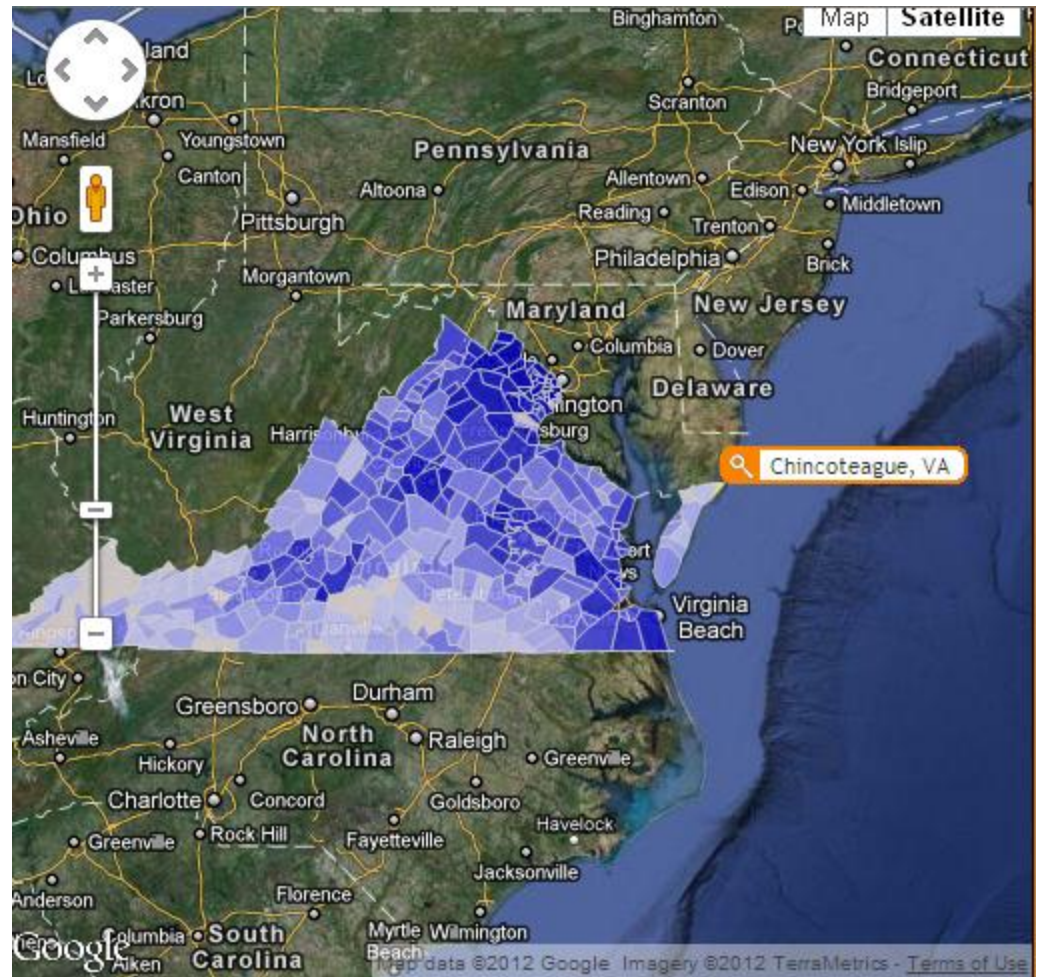 Binghamton
Map
Satellite
Connecticut
Scranton
Bridgeport
Mansfield
Youngstown
Pennsylvania
New York
Islip
Canton
Altoona
Allentown
Edison
Ohio
Pittsburgh
Reading
Middletown
Trenton
Columbus
Philadelphia
Brick
Morgantown
Maryland
New Jersey
Parkersburg
Columbia
Dover
Delaware
Huntington
West
Virginia
Chincoteague, VA
Virginia
Beach
Durham
Greensboro
North
Carolina
Raleigh
Asheville
Hickory
Greenville
Charlotte
Concord
Goldsboro
Greenville
Rock Hill
Fayetteville
Havelock
Jacksonville
Anderson
Florence
Columbia
South
Carolina
Myrtle
Beach
Wilmington
Google
Aiken
Map data ©2012 Google Imagery ©2012 TerraMetrics - Terms of Use